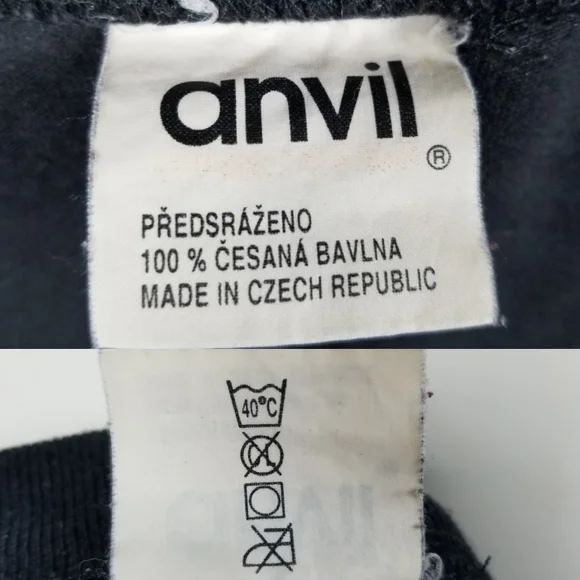 anvil
®
PŘEDSRÁŽENO
100 % ČESANÁ BAVLNA
MADE IN CZECH REPUBLIC
40°C